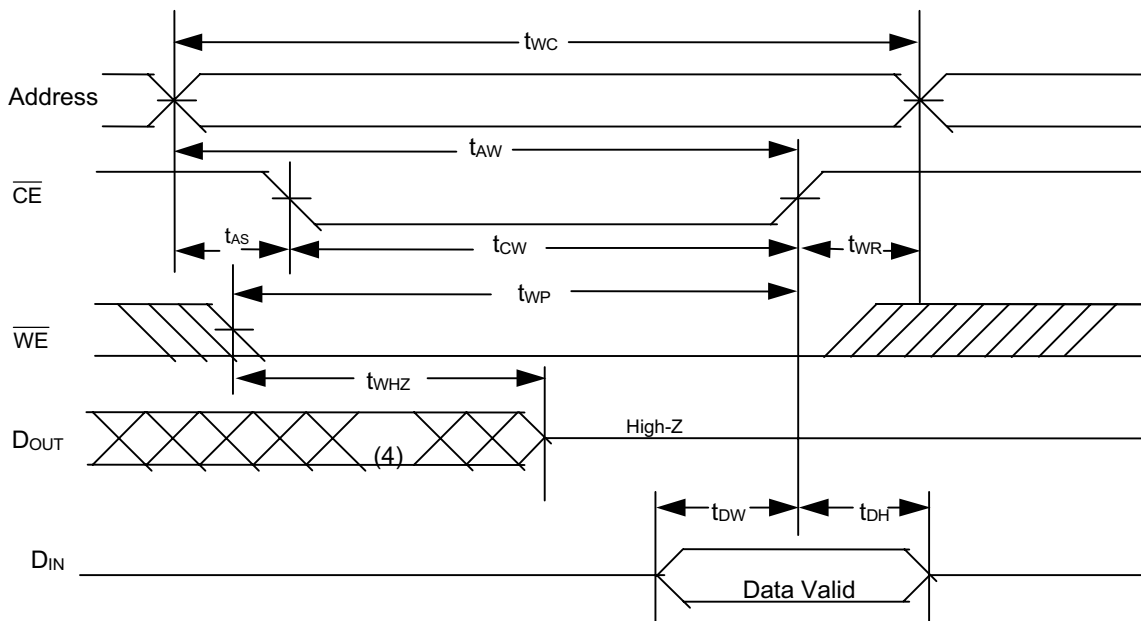 tWC
Address
tAW
CE
tAS
tCW
tWR
tWP
WE
tWHZ
DOUT
(4)
High-Z
tDW
tDH
DIN
Data Valid